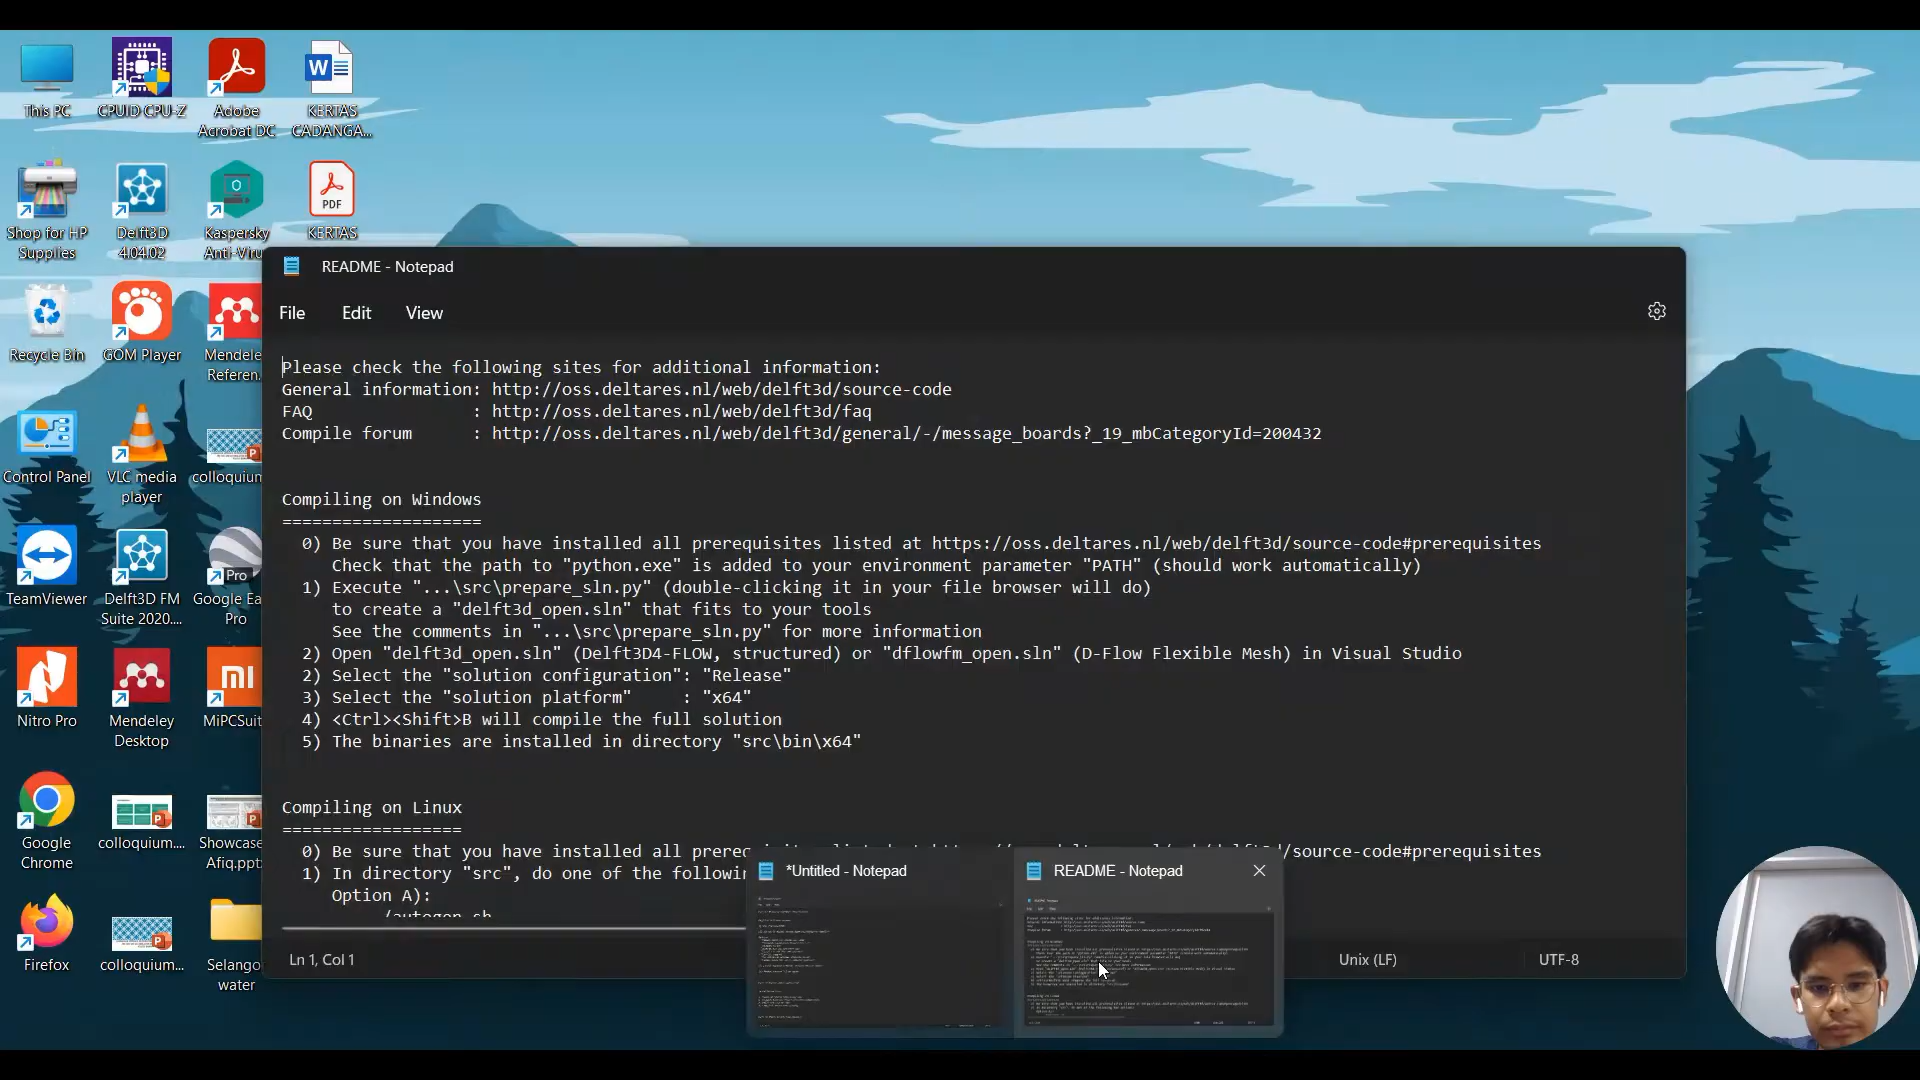 This PC
CPUID CPU-Z
Adobe
Acrobat DC
KERTAS
CADANGA...
Shop for HP
Supplies
Delft3D
4.04.02
Kaspersky
Anti-Viru
PDF
KERTAS
Recycle Bin
GOM Player
Mendele
Referen..
Control Panel
VLC media
player
colloquium
TeamViewer
Delft3D FM
Suite 2020....
Pro
Google Ea
Pro
Nitro Pro
Mendeley
Desktop
MiPCSuit
Google
Chrome
colloquium....
Showcase
Afiq.ppt
Firefox
colloquium....
Selango
water
README - Notepad
File
Edit
View
Please check the following sites for additional information:
General information: http://oss.deltares.nl/web/delft3d/source-code
FAQ : http://oss.deltares.nl/web/delft3d/faq
Compile forum : http://oss.deltares.nl/web/delft3d/general/-/message_boards?_19_mbCategoryId=200432
Compiling on Windows
====================
0) Be sure that you have installed all prerequisites listed at https://oss.deltares.nl/web/delft3d/source-code#prerequisites
Check that the path to "python.exe" is added to your environment parameter "PATH" (should work automatically)
1) Execute "...\src\prepare_sln.py" (double-clicking it in your file browser will do)
to create a "delft3d_open.sln" that fits to your tools
See the comments in "...\src\prepare_sln.py" for more information
2) Open "delft3d_open.sln" (Delft3D4-FLOW, structured) or "dflowfm_open.sln" (D-Flow Flexible Mesh) in Visual Studio
2) Select the "solution configuration": "Release"
3) Select the "solution platform" : "x64"
4) <Ctrl><Shift>B will compile the full solution
5) The binaries are installed in directory "src\bin\x64"
Compiling on Linux
==================
0) Be sure that you have installed all prerec /source-code#prerequisites
1) In directory "src", do one of the followin
Option A):
./autogen.sh
Ln 1, Col 1
Unix (LF)
UTF-8
*Untitled - Notepad
README - Notepad